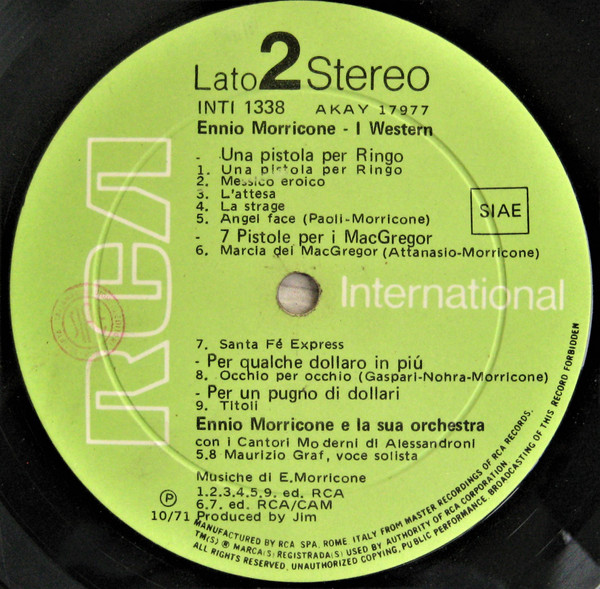 Lato 2 Stereo
INTI 1338 AKAY 17977
Ennio Morricone - I Western
- Una pistola per Ringo
1. Una pistola per Ringo
2. Messico eroico
3. L'attesa
4. La strage
5. Angel face (Paoli-Morricone)
SIAE
- 7 Pistole per i MacGregor
6. Marcia dei MacGregor (Attanasio-Morricone)
RCA International
7. Santa Fé Express
- Per qualche dollaro in piú
8. Occhio per occhio (Gaspari-Nohra-Morricone)
- Per un pugno di dollari
9. Titoli
Ennio Morricone e la sua orchestra
con i Cantori Moderni di Alessandroni
5.8 Maurizio Graf, voce solista
Musiche di E.Morricone
1.2.3.4.5.9. ed. RCA
6.7. ed. RCA/CAM
℗
10/71 Produced by Jim
MANUFACTURED BY RCA SPA, ROME ITALY FROM MASTER RECORDINGS OF RCA RECORDS,
TM(S) ® MARCA(S) REGISTRADA(S) USED BY AUTHORITY OF RCA CORPORATION.
ALL RIGHTS RESERVED, UNAUTHORIZED COPYING, PUBLIC PERFORMANCE, BROADCASTING OF THIS RECORD FORBIDDEN